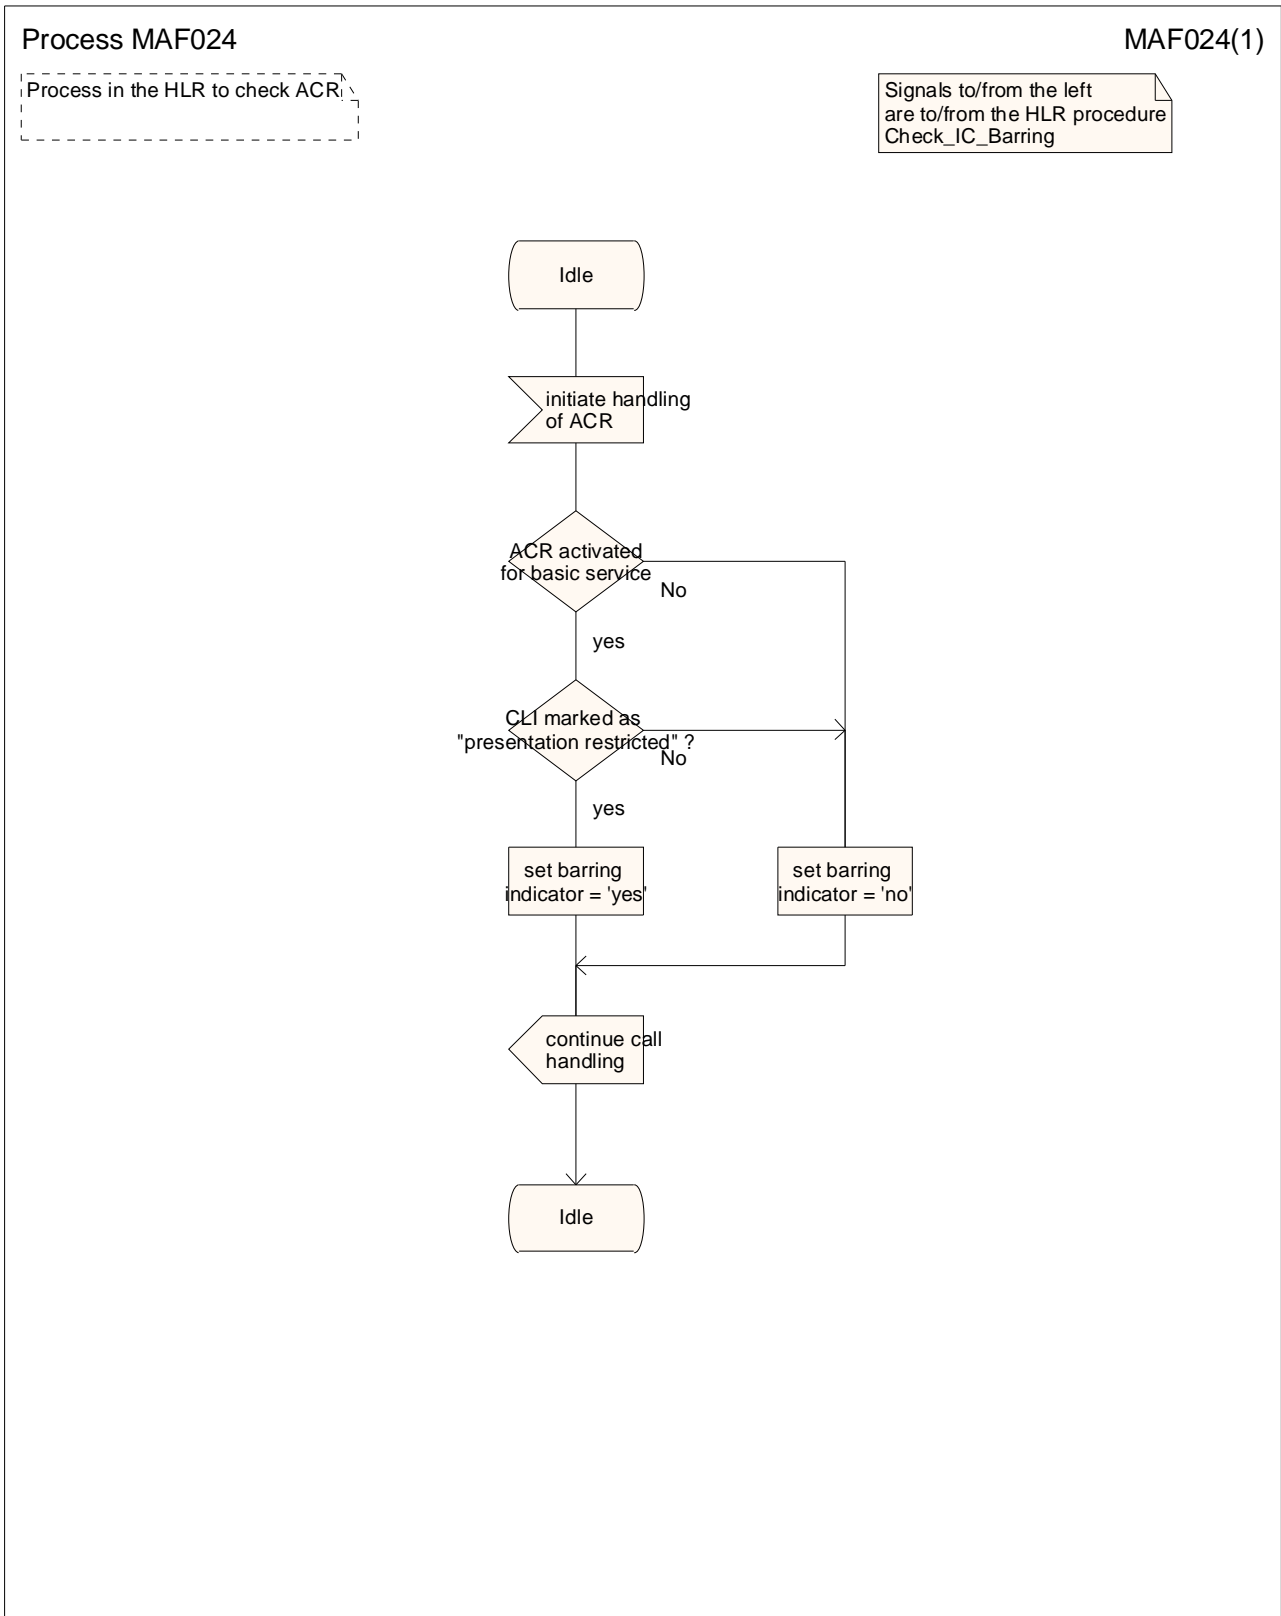 Process MAF024
MAF024(1)
Process in the HLR to check ACR
Signals to/from the left
are to/from the HLR procedure
Check_IC_Barring
Idle
initiate handling
of ACR
ACR activated
for basic service
No
yes
CLI marked as
"presentation restricted" ?
No
yes
set barring
indicator = 'yes'
set barring
indicator = 'no'
continue call
handling
Idle